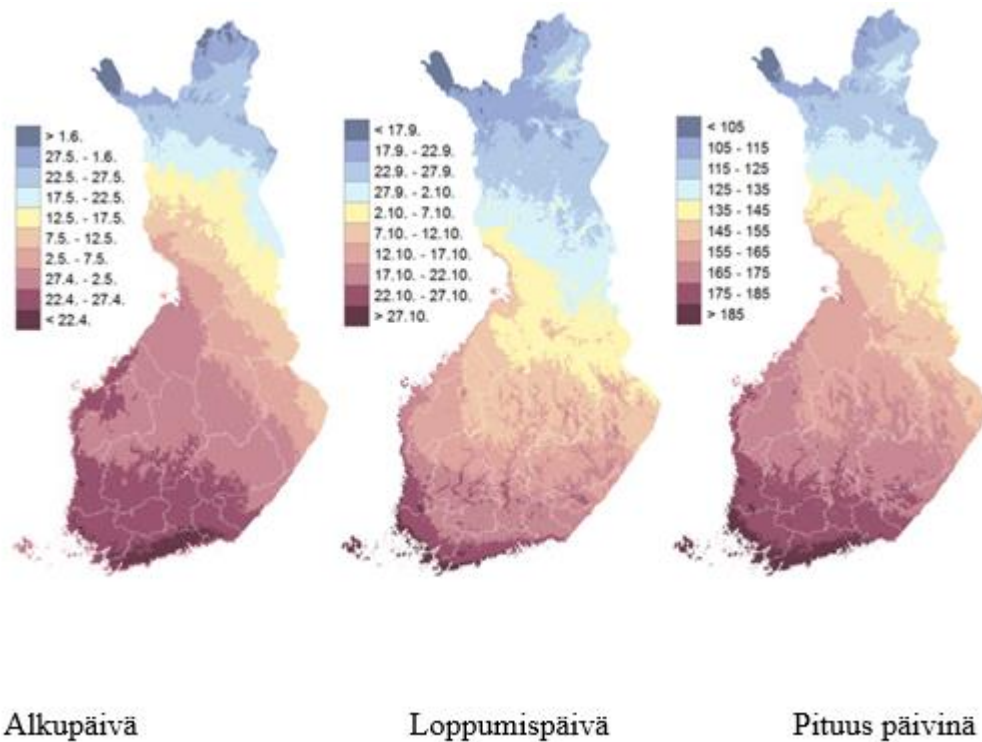 > 1.6.
27.5. - 1.6.
22.5. - 27.5.
17.5. - 22.5.
12.5. - 17.5.
7.5. - 12.5.
2.5. - 7.5.
27.4. - 2.5.
22.4. - 27.4.
< 22.4.
< 17.9.
17.9. - 22.9.
22.9. - 27.9.
27.9. - 2.10.
2.10. - 7.10.
7.10. - 12.10.
12.10. - 17.10.
17.10. - 22.10.
22.10. - 27.10.
> 27.10.
< 105
105 - 115
115 - 125
125 - 135
135 - 145
145 - 155
155 - 165
165 - 175
175 - 185
> 185
Alkupäivä
Loppumispäivä
Pituus päivinä